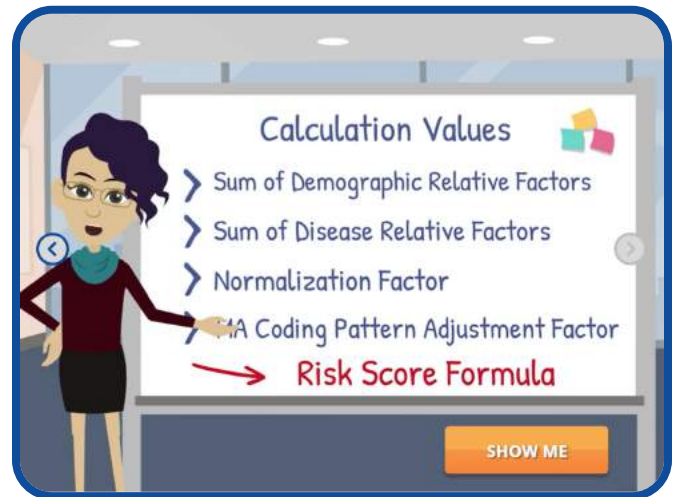 Calculation Values
Sum of Demographic Relative Factors
Sum of Disease Relative Factors
Normalization Factor
MA Coding Pattern Adjustment Factor
Risk Score Formula
SHOW ME